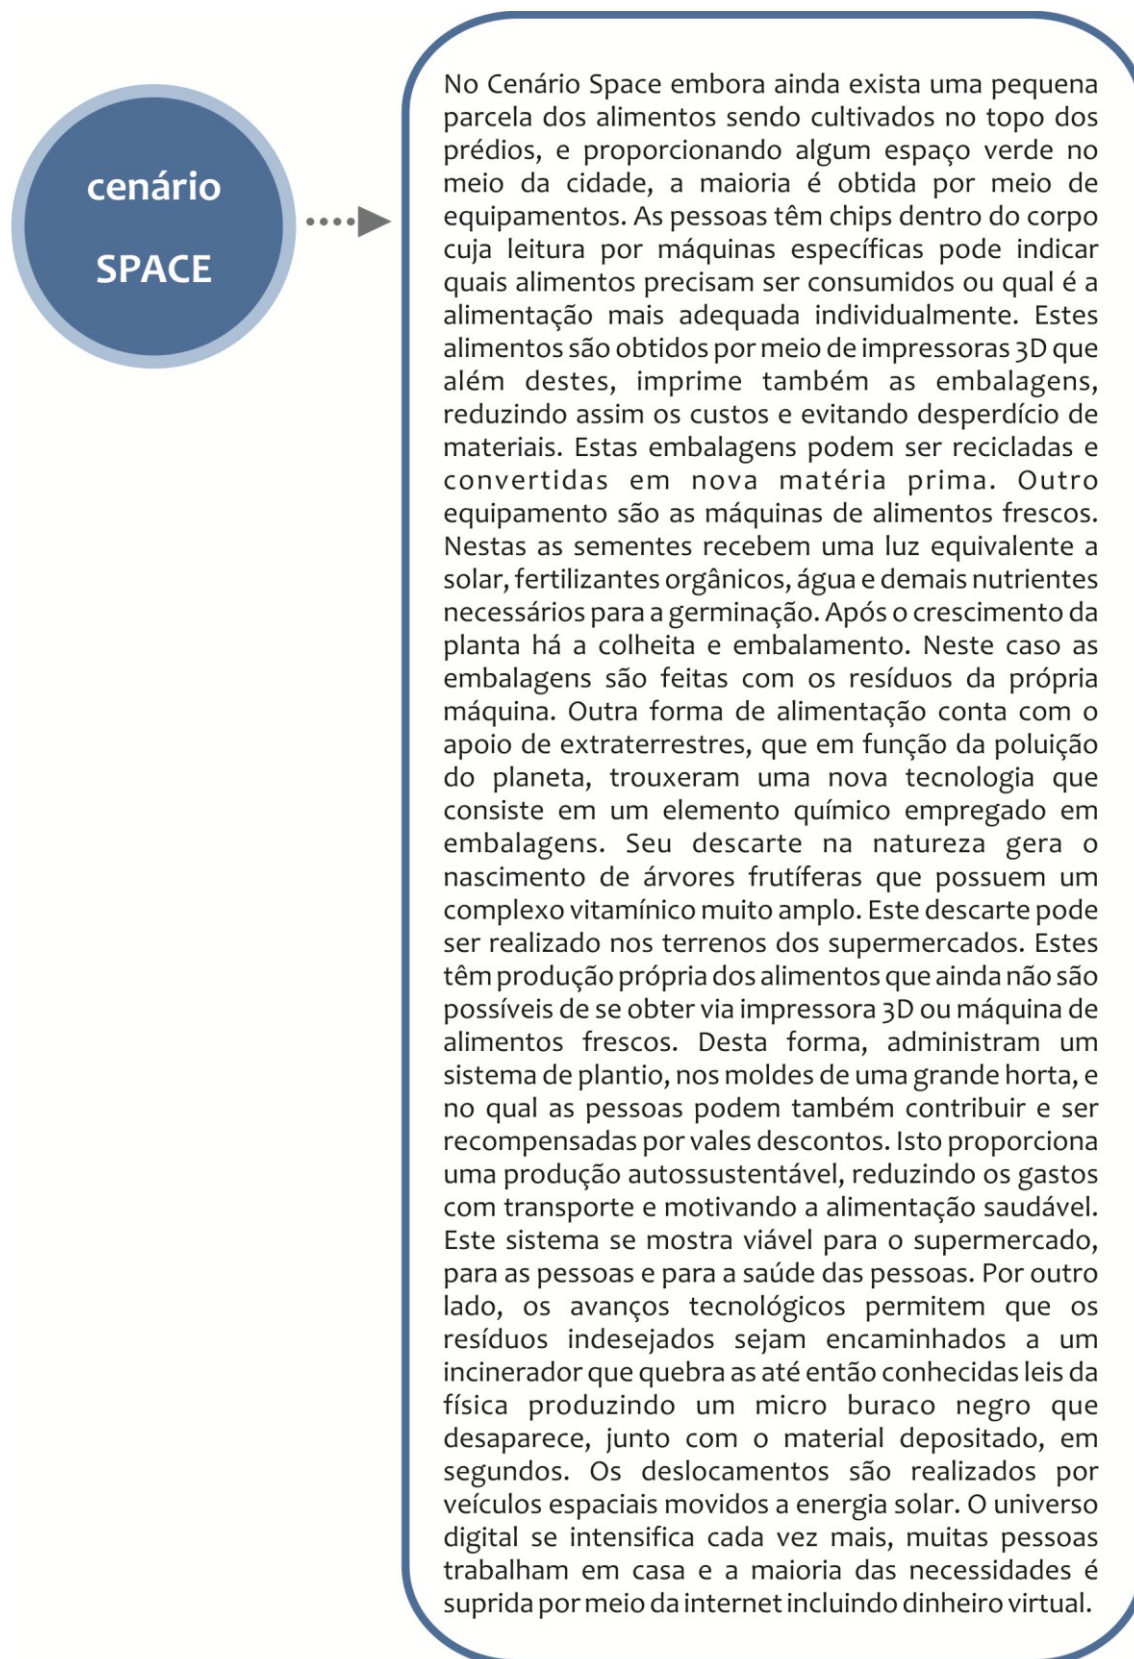 cenário
SPACE
No Cenário Space embora ainda exista uma pequena
parcela dos alimentos sendo cultivados no topo dos
prédios, e proporcionando algum espaço verde no
meio da cidade, a maioria é obtida por meio de
equipamentos. As pessoas têm chips dentro do corpo
cuja leitura por máquinas específicas pode indicar
quais alimentos precisam ser consumidos ou qual é a
alimentação mais adequada individualmente. Estes
alimentos são obtidos por meio de impressoras 3D que
além destes, imprime também as embalagens,
reduzindo assim os custos e evitando desperdício de
materiais. Estas embalagens podem ser recicladas e
convertidas em nova matéria prima. Outro
equipamento são as máquinas de alimentos frescos.
Nestas as sementes recebem uma luz equivalente a
solar, fertilizantes orgânicos, água e demais nutrientes
necessários para a germinação. Após o crescimento da
planta há a colheita e embalamento. Neste caso as
embalagens são feitas com os resíduos da própria
máquina. Outra forma de alimentação conta com o
apoio de extraterrestres, que em função da poluição
do planeta, trouxeram uma nova tecnologia que
consiste em um elemento químico empregado em
embalagens. Seu descarte na natureza gera o
nascimento de árvores frutíferas que possuem um
complexo vitamínico muito amplo. Este descarte pode
ser realizado nos terrenos dos supermercados. Estes
têm produção própria dos alimentos que ainda não são
possíveis de se obter via impressora 3D ou máquina de
alimentos frescos. Desta forma, administram um
sistema de plantio, nos moldes de uma grande horta, e
no qual as pessoas podem também contribuir e ser
recompensadas por vales descontos. Isto proporciona
uma produção autossustentável, reduzindo os gastos
com transporte e motivando a alimentação saudável.
Este sistema se mostra viável para o supermercado,
para as pessoas e para a saúde das pessoas. Por outro
lado, os avanços tecnológicos permitem que os
resíduos indesejados sejam encaminhados a um
incinerador que quebra as até então conhecidas leis da
física produzindo um micro buraco negro que
desaparece, junto com o material depositado, em
segundos. Os deslocamentos são realizados por
veículos espaciais movidos a energia solar. O universo
digital se intensifica cada vez mais, muitas pessoas
trabalham em casa e a maioria das necessidades é
suprida por meio da internet incluindo dinheiro virtual.